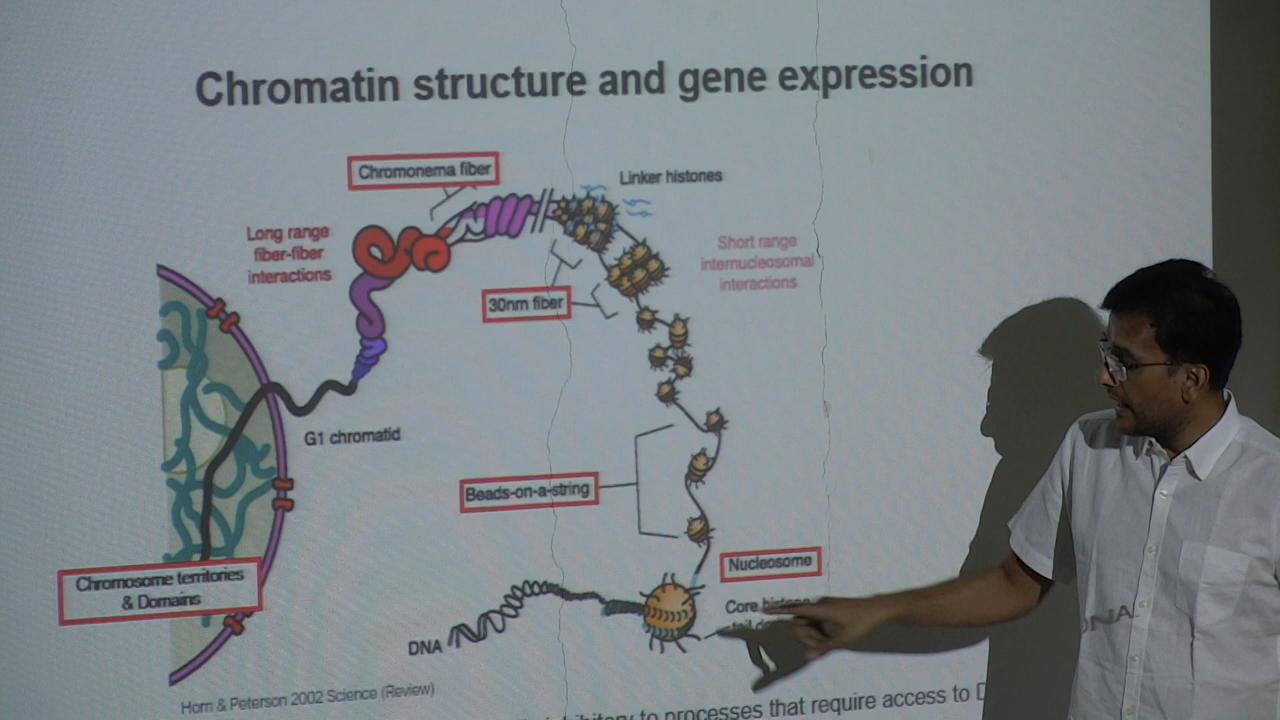 Chromatin structure and gene expression
Chromonema fiber
Linker histones
Long range
fiber-fiber
interactions
Short range
internucleosomal
interactions
30nm fiber
G1 chromatid
Beads-on-a-string
Nucleosome
Core histone
tail
Chromosome territories
& Domains
DNA
Horn & Peterson 2002 Science (Review)
to processes that require access to D
DNA